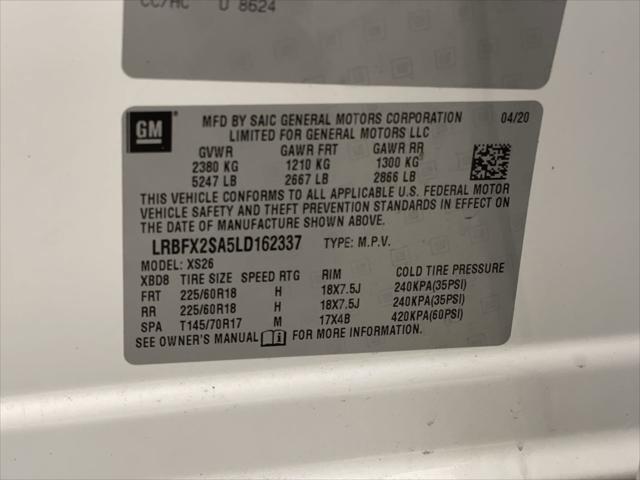 CC/HC U 8624
GM
MFD BY SAIC GENERAL MOTORS CORPORATION 04/20
LIMITED FOR GENERAL MOTORS LLC
GVWR GAWR FRT GAWR RR
2380 KG 1210 KG 1300 KG
5247 LB 2667 LB 2866 LB
THIS VEHICLE CONFORMS TO ALL APPLICABLE U.S. FEDERAL MOTOR
VEHICLE SAFETY AND THEFT PREVENTION STANDARDS IN EFFECT ON
THE DATE OF MANUFACTURE SHOWN ABOVE.
LRBFX2SA5LD162337 TYPE: M.P.V.
MODEL: XS26
XBD8 TIRE SIZE SPEED RTG RIM COLD TIRE PRESSURE
FRT 225/60R18 H 18X7.5J 240KPA(35PSI)
RR 225/60R18 H 18X7.5J 240KPA(35PSI)
SPA T145/70R17 M 17X4B 420KPA(60PSI)
SEE OWNER'S MANUAL FOR MORE INFORMATION.